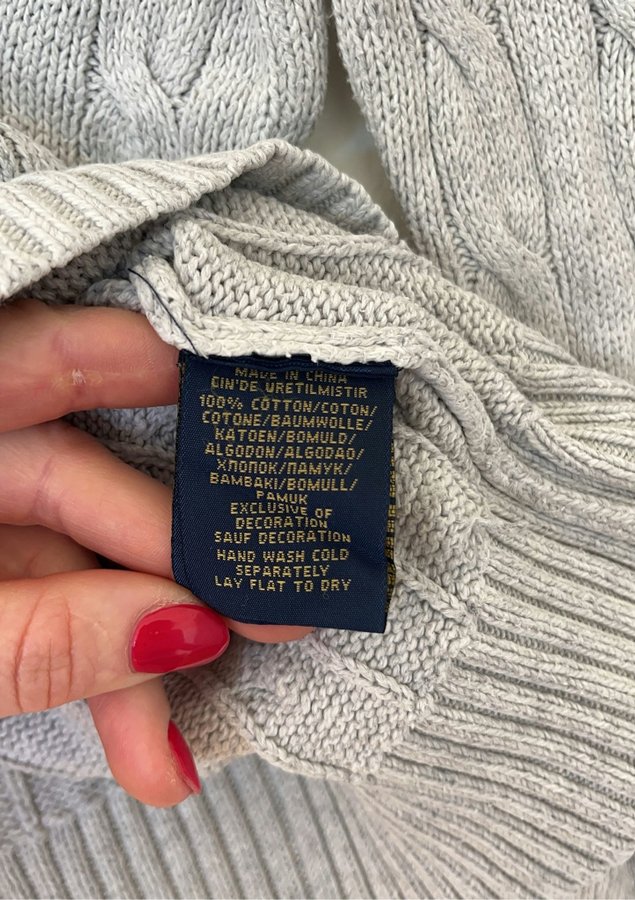 MADE IN CHINA
ÇIN'DE URETILMISTIR
100% COTTON/COTON/
COTONE/BAUMWOLLE/
KATOEN/BOMULD/
ALGODON/ALGODAO/
ХЛОПОК/ПАМУК/
BAMBAKI/BOMULL/
PAMUK
EXCLUSIVE OF
DECORATION
SAUF DECORATION
HAND WASH COLD
SEPARATELY
LAY FLAT TO DRY